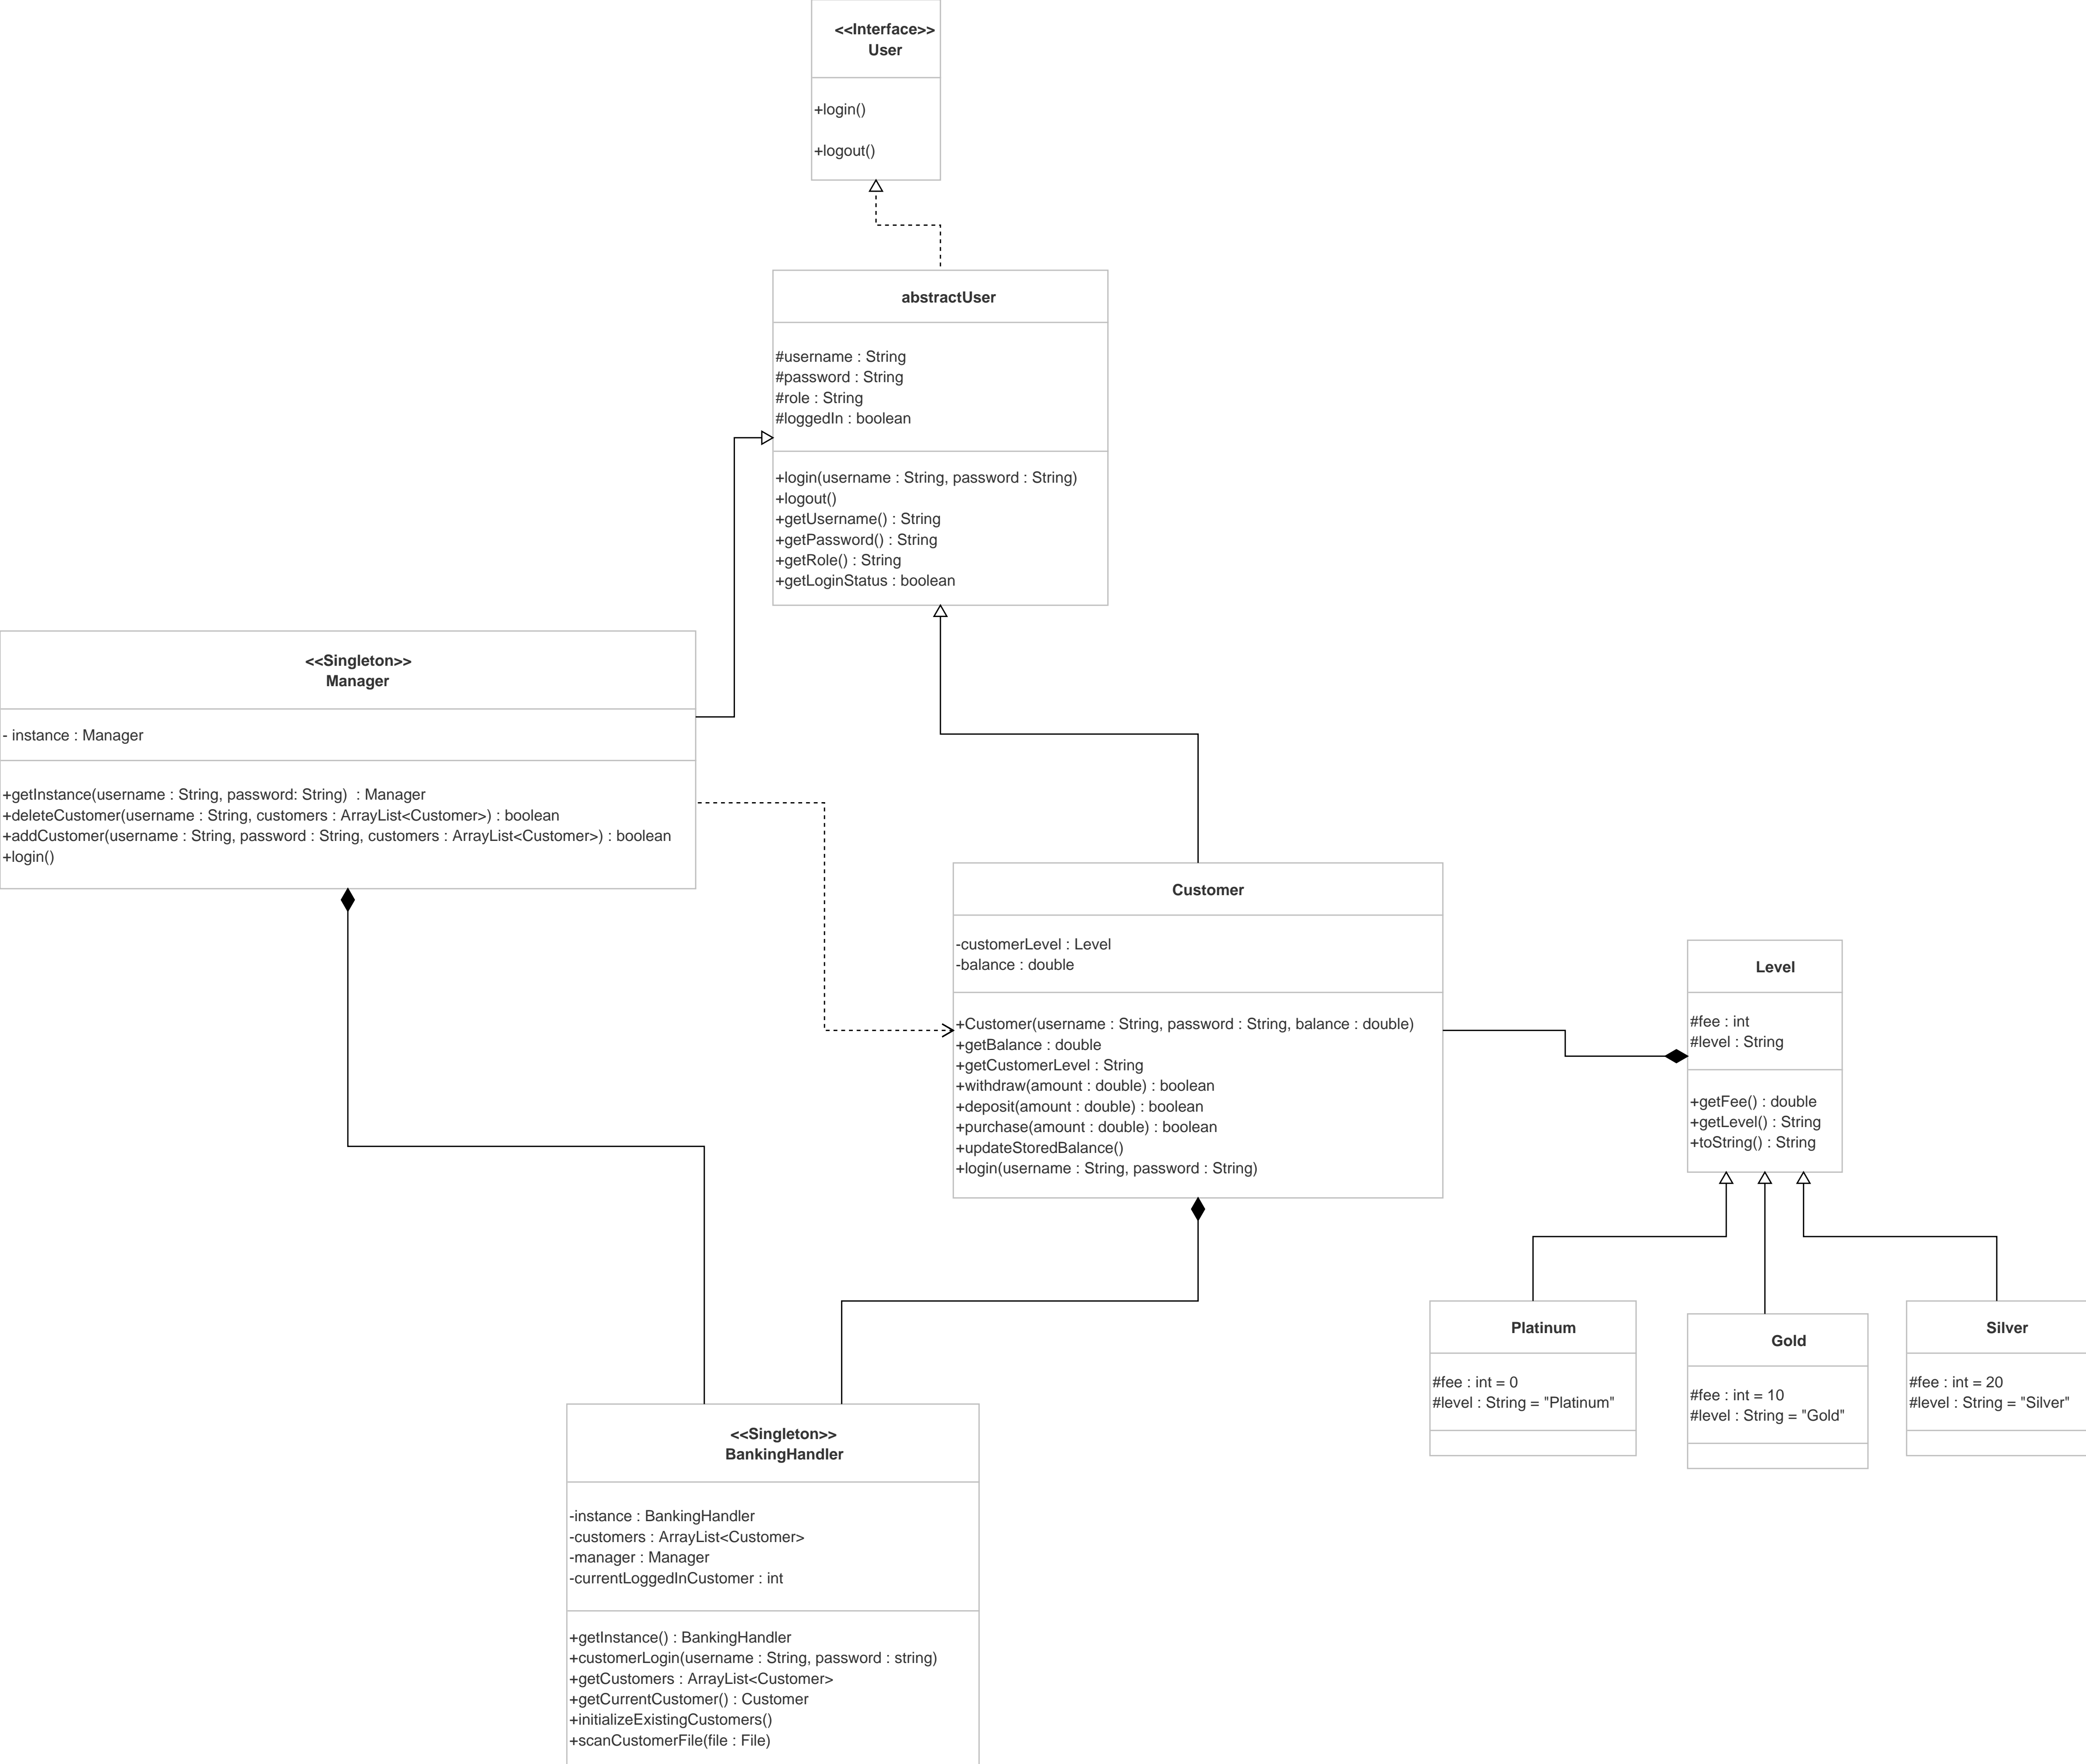 <<Interface>>
User
+login()
+logout()
abstractUser
#username : String
#password : String
#role : String
#loggedIn : boolean
+login(username : String, password : String)
+logout()
+getUsername() : String
+getPassword() : String
+getRole() : String
+getLoginStatus : boolean
<<Singleton>>
Manager
- instance : Manager
+getInstance(username : String, password: String)  : Manager
+deleteCustomer(username : String, customers : ArrayList<Customer>) : boolean
+addCustomer(username : String, password : String, customers : ArrayList<Customer>) : boolean
+login()
Customer
-customerLevel : Level
-balance : double
+Customer(username : String, password : String, balance : double)
+getBalance : double
+getCustomerLevel : String
+withdraw(amount : double) : boolean
+deposit(amount : double) : boolean
+purchase(amount : double) : boolean
+updateStoredBalance()
+login(username : String, password : String)
Level
#fee : int
#level : String
+getFee() : double
+getLevel() : String
+toString() : String
Platinum
#fee : int = 0
#level : String = "Platinum"
Gold
#fee : int = 10
#level : String = "Gold"
Silver
#fee : int = 20
#level : String = "Silver"
<<Singleton>>
BankingHandler
-instance : BankingHandler
-customers : ArrayList<Customer>
-manager : Manager
-currentLoggedInCustomer : int
+getInstance() : BankingHandler
+customerLogin(username : String, password : string)
+getCustomers : ArrayList<Customer>
+getCurrentCustomer() : Customer
+initializeExistingCustomers()
+scanCustomerFile(file : File)